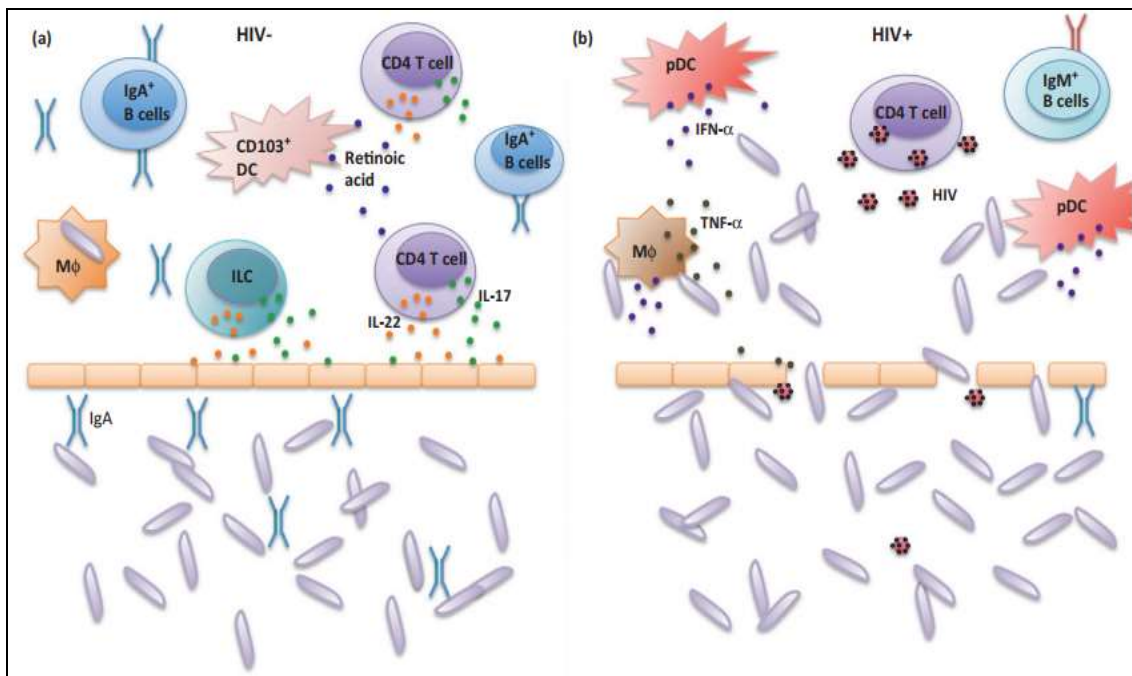 (a)
HIV-
IgA⁺
B cells
CD103⁺
DC
Retinoic
acid
CD4 T cell
IgA⁺
B cells
Mϕ
ILC
CD4 T cell
IL-17
IL-22
IgA
(b)
HIV+
pDC
IFN-α
CD4 T cell
IgM⁺
B cells
HIV
pDC
TNF-α
Mϕ